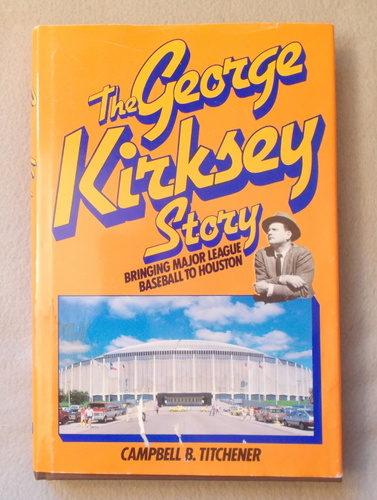 The George
Kirksey
Story
BRINGING MAJOR LEAGUE
BASEBALL TO HOUSTON
CAMPBELL B. TITCHENER